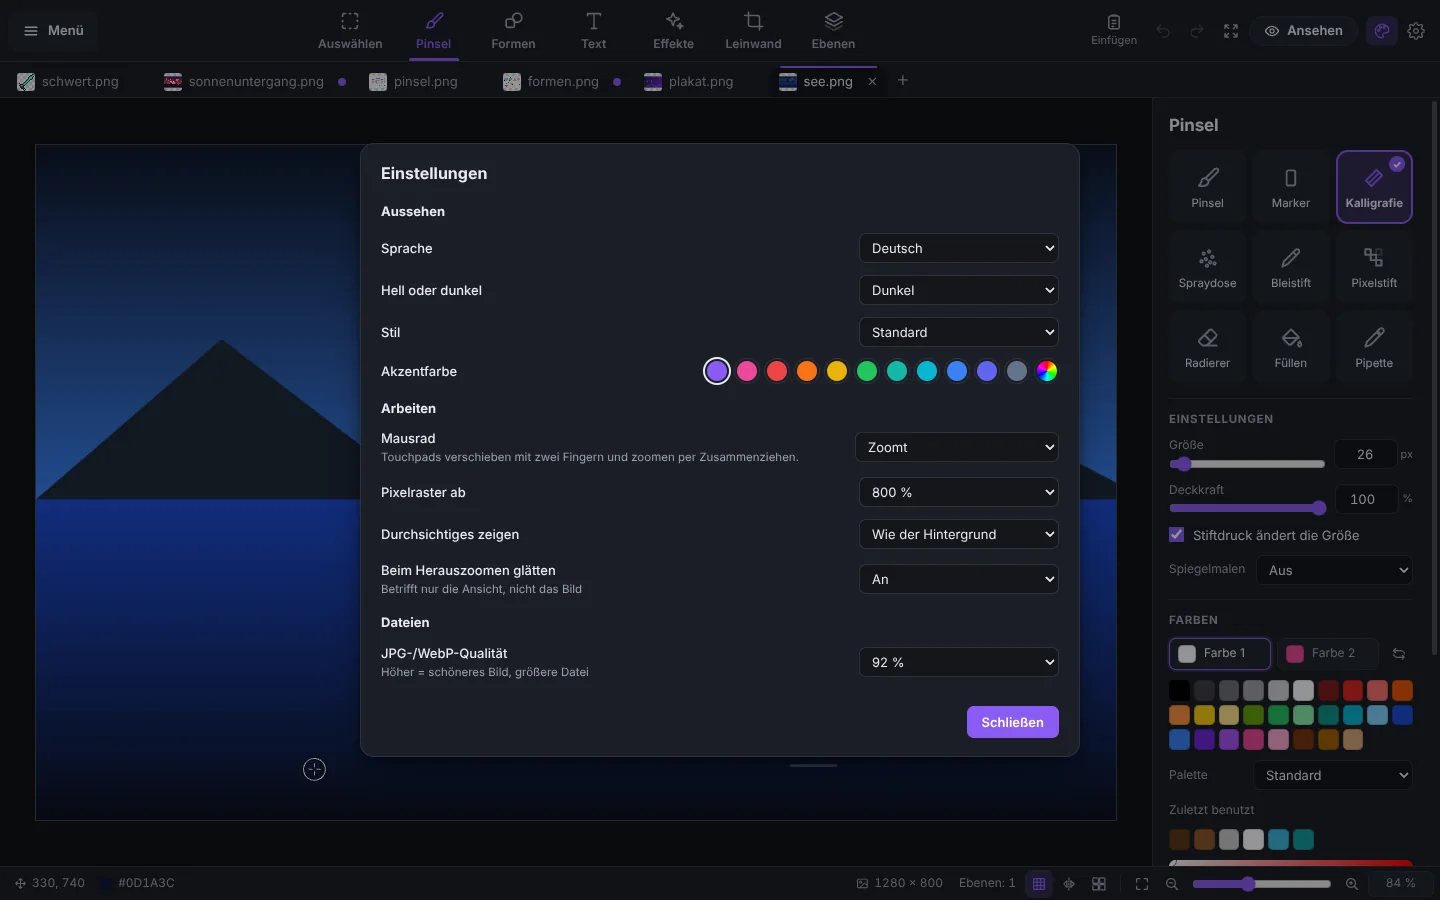 Menü
Auswählen
Pinsel
Formen
Text
Effekte
Leinwand
Ebenen
Einfügen
Ansehen
schwert.png
sonnenuntergang.png
pinsel.png
formen.png
plakat.png
see.png
Einstellungen
Aussehen
Sprache
Deutsch
Hell oder dunkel
Dunkel
Stil
Standard
Akzentfarbe
Arbeiten
Mausrad
Touchpads verschieben mit zwei Fingern und zoomen per Zusammenziehen.
Zoomt
Pixelraster ab
800 %
Durchsichtiges zeigen
Wie der Hintergrund
Beim Herauszoomen glätten
Betrifft nur die Ansicht, nicht das Bild
An
Dateien
JPG-/WebP-Qualität
Höher = schöneres Bild, größere Datei
92 %
Schließen
Pinsel
Pinsel
Marker
Kalligrafie
Spraydose
Bleistift
Pixelstift
Radierer
Füllen
Pipette
EINSTELLUNGEN
Größe
26 px
Deckkraft
100 %
Stiftdruck ändert die Größe
Spiegelmalen
Aus
FARBEN
Farbe 1
Farbe 2
Palette
Standard
Zuletzt benutzt
330, 740
#0D1A3C
1280 × 800
Ebenen: 1
84 %